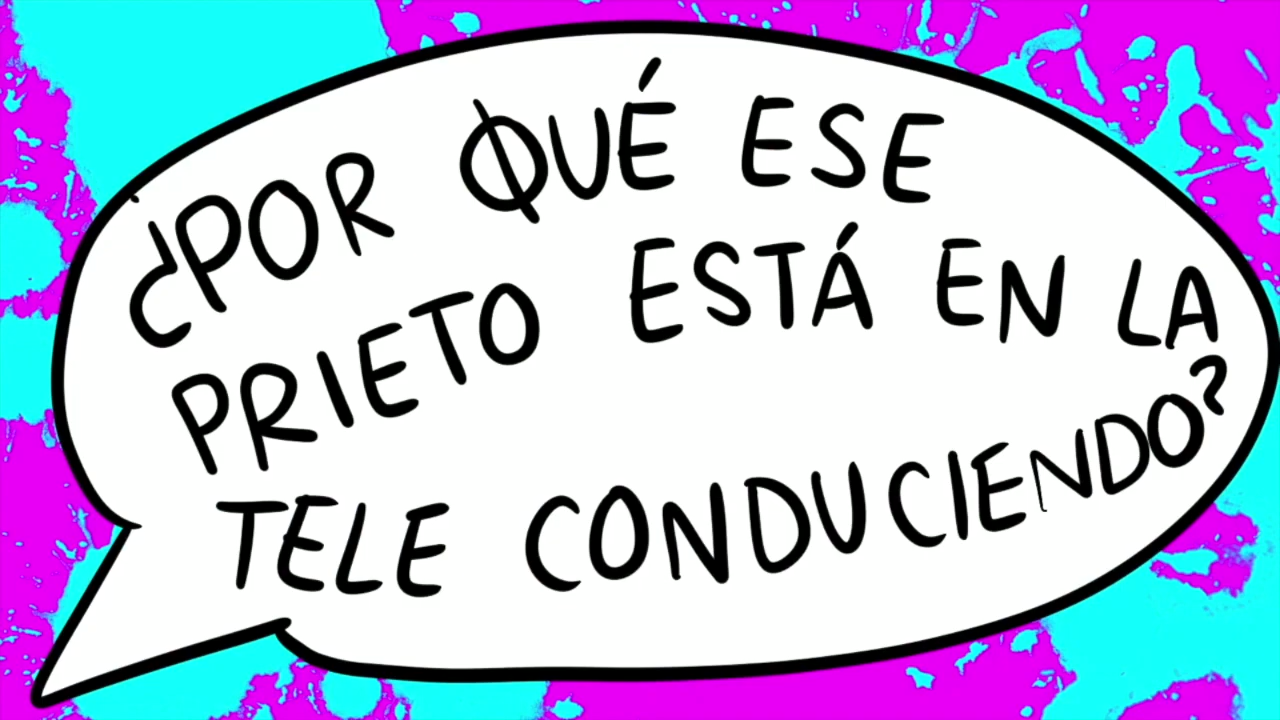 ¿POR QUÉ ESE
PRIETO ESTÁ EN LA
TELE CONDUCIENDO?